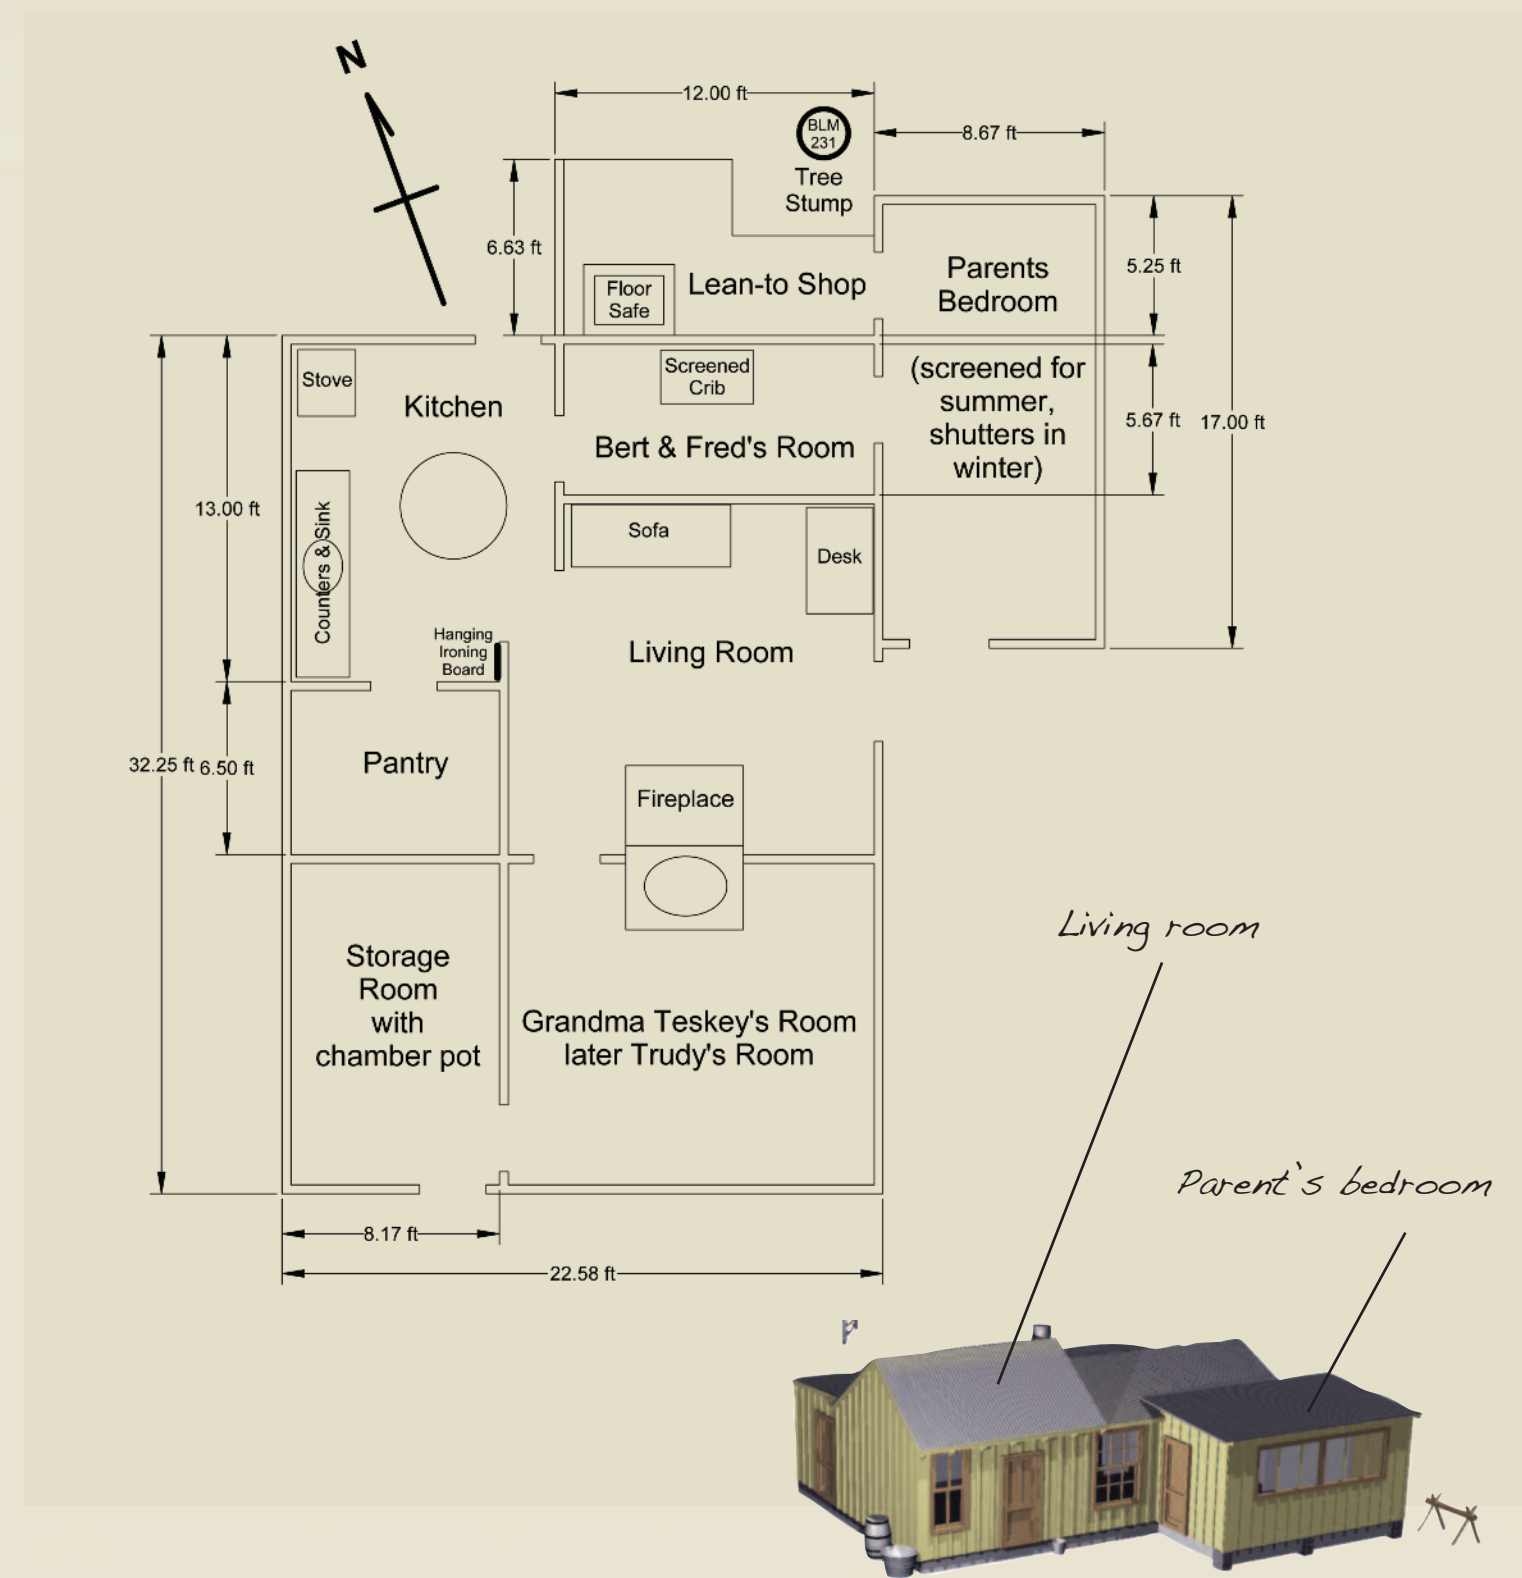 N
12.00 ft
BLM
231
8.67 ft
Tree
Stump
6.63 ft
Floor
Safe
Lean-to Shop
Parents
Bedroom
5.25 ft
Stove
Kitchen
Screened
Crib
(screened for
summer,
shutters in
winter)
Bert & Fred's Room
5.67 ft
17.00 ft
13.00 ft
Counters & Sink
Sofa
Desk
Hanging
Ironing
Board
Living Room
32.25 ft
6.50 ft
Pantry
Fireplace
Storage
Room
with
chamber pot
Grandma Teskey's Room
later Trudy's Room
8.17 ft
22.58 ft
Living room
Parent's bedroom